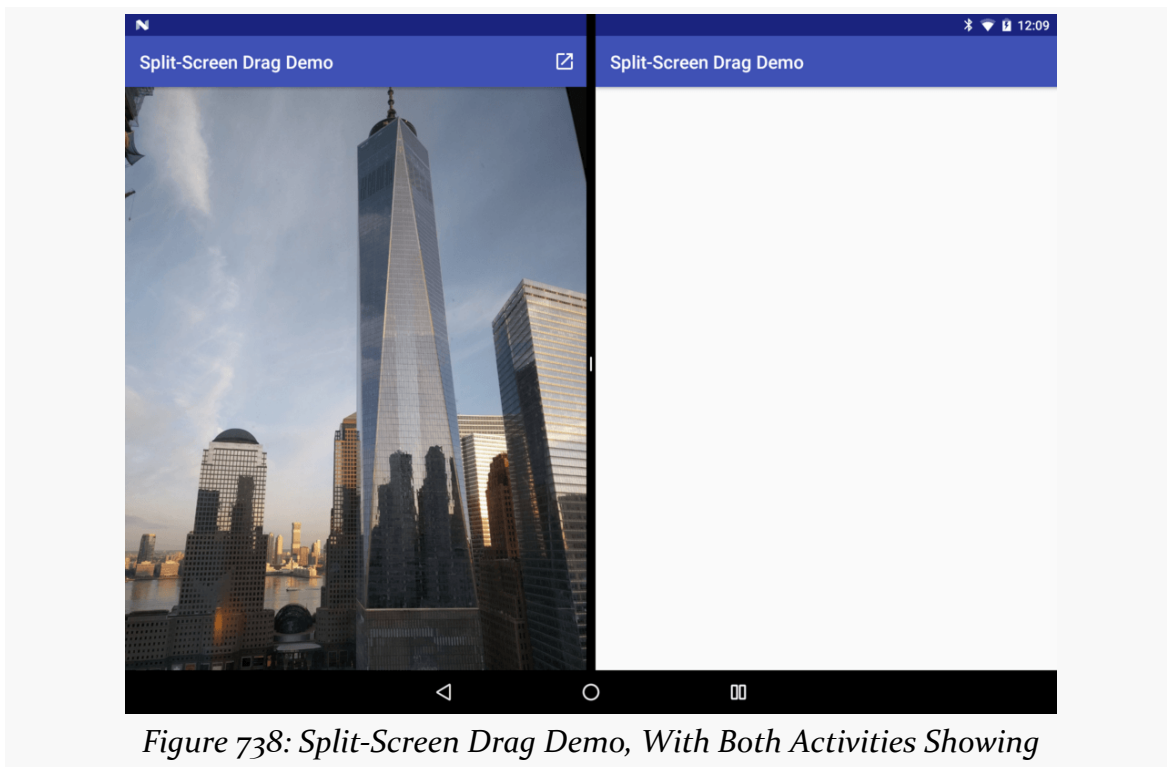 12:09
Split-Screen Drag Demo
Split-Screen Drag Demo
Figure 738: Split-Screen Drag Demo, With Both Activities Showing